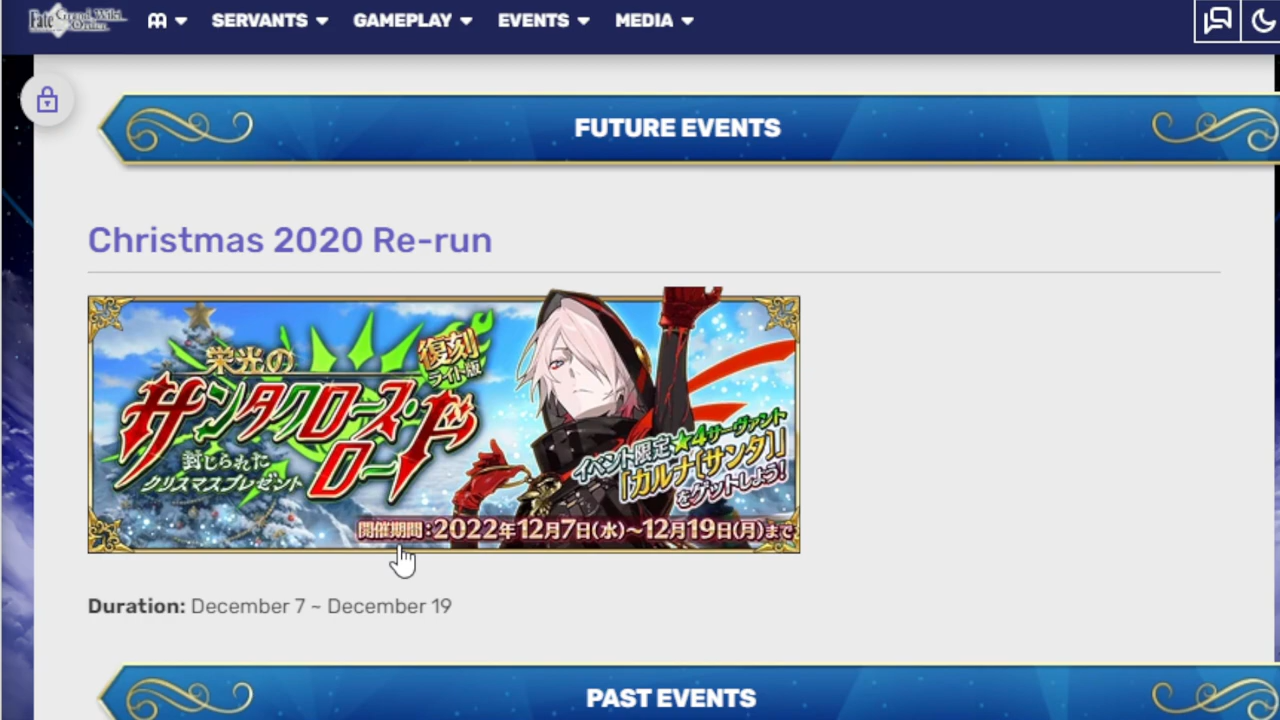 Fate Grand Wiki Order
SERVANTS
GAMEPLAY
EVENTS
MEDIA
FUTURE EVENTS
Christmas 2020 Re-run
栄光の
サンタクロース・ロード
封じられた
クリスマスプレゼント
復刻
ライト版
イベント限定★4サーヴァント
「カルナ〔サンタ〕」
をゲットしよう!
開催期間:2022年12月7日(水)~12月19日(月)まで
Duration: December 7 ~ December 19
PAST EVENTS